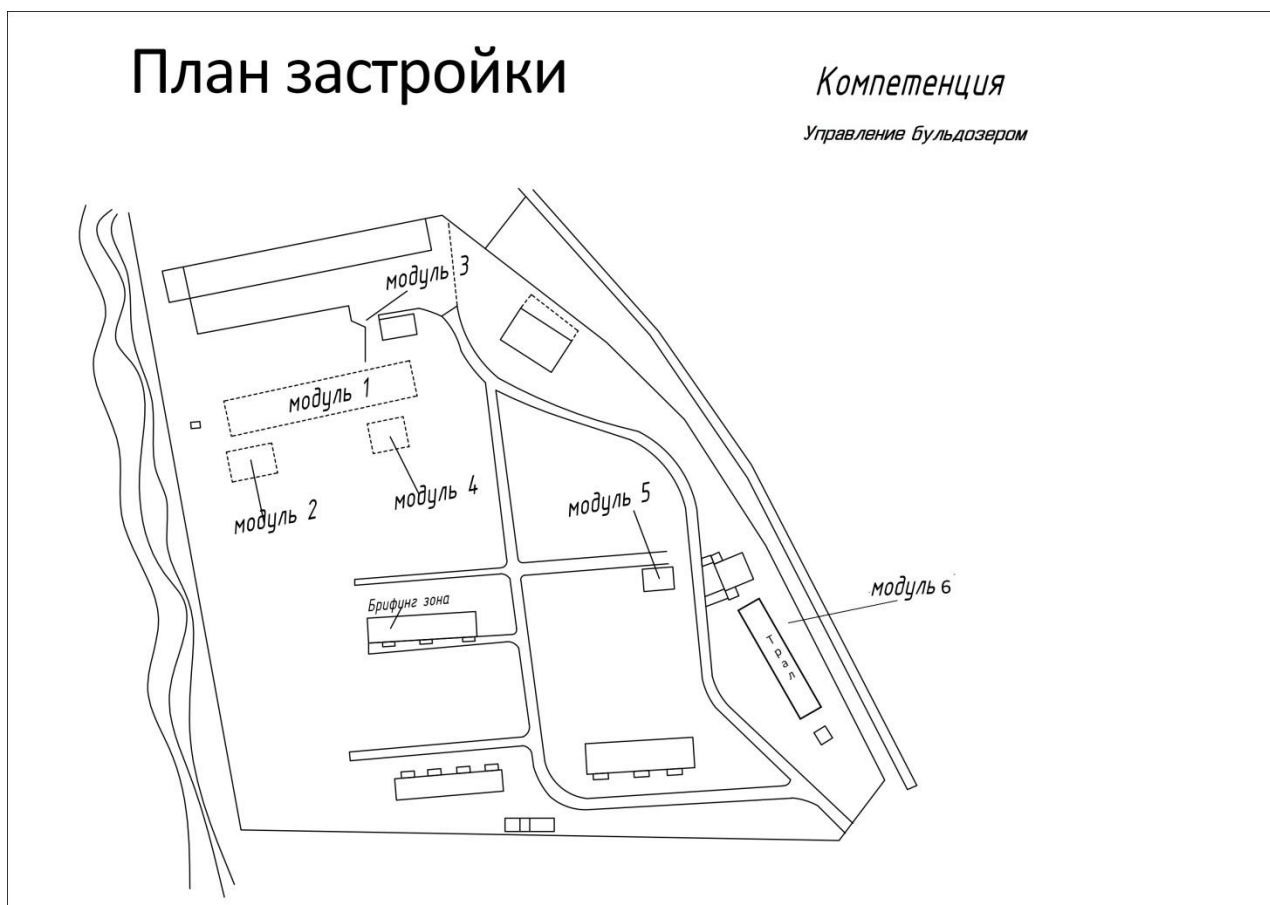 План застройки
Компетенция
Управление бульдозером
модуль 3
модуль 1
модуль 4
модуль 2
модуль 5
модуль 6
Брифинг зона
Трал